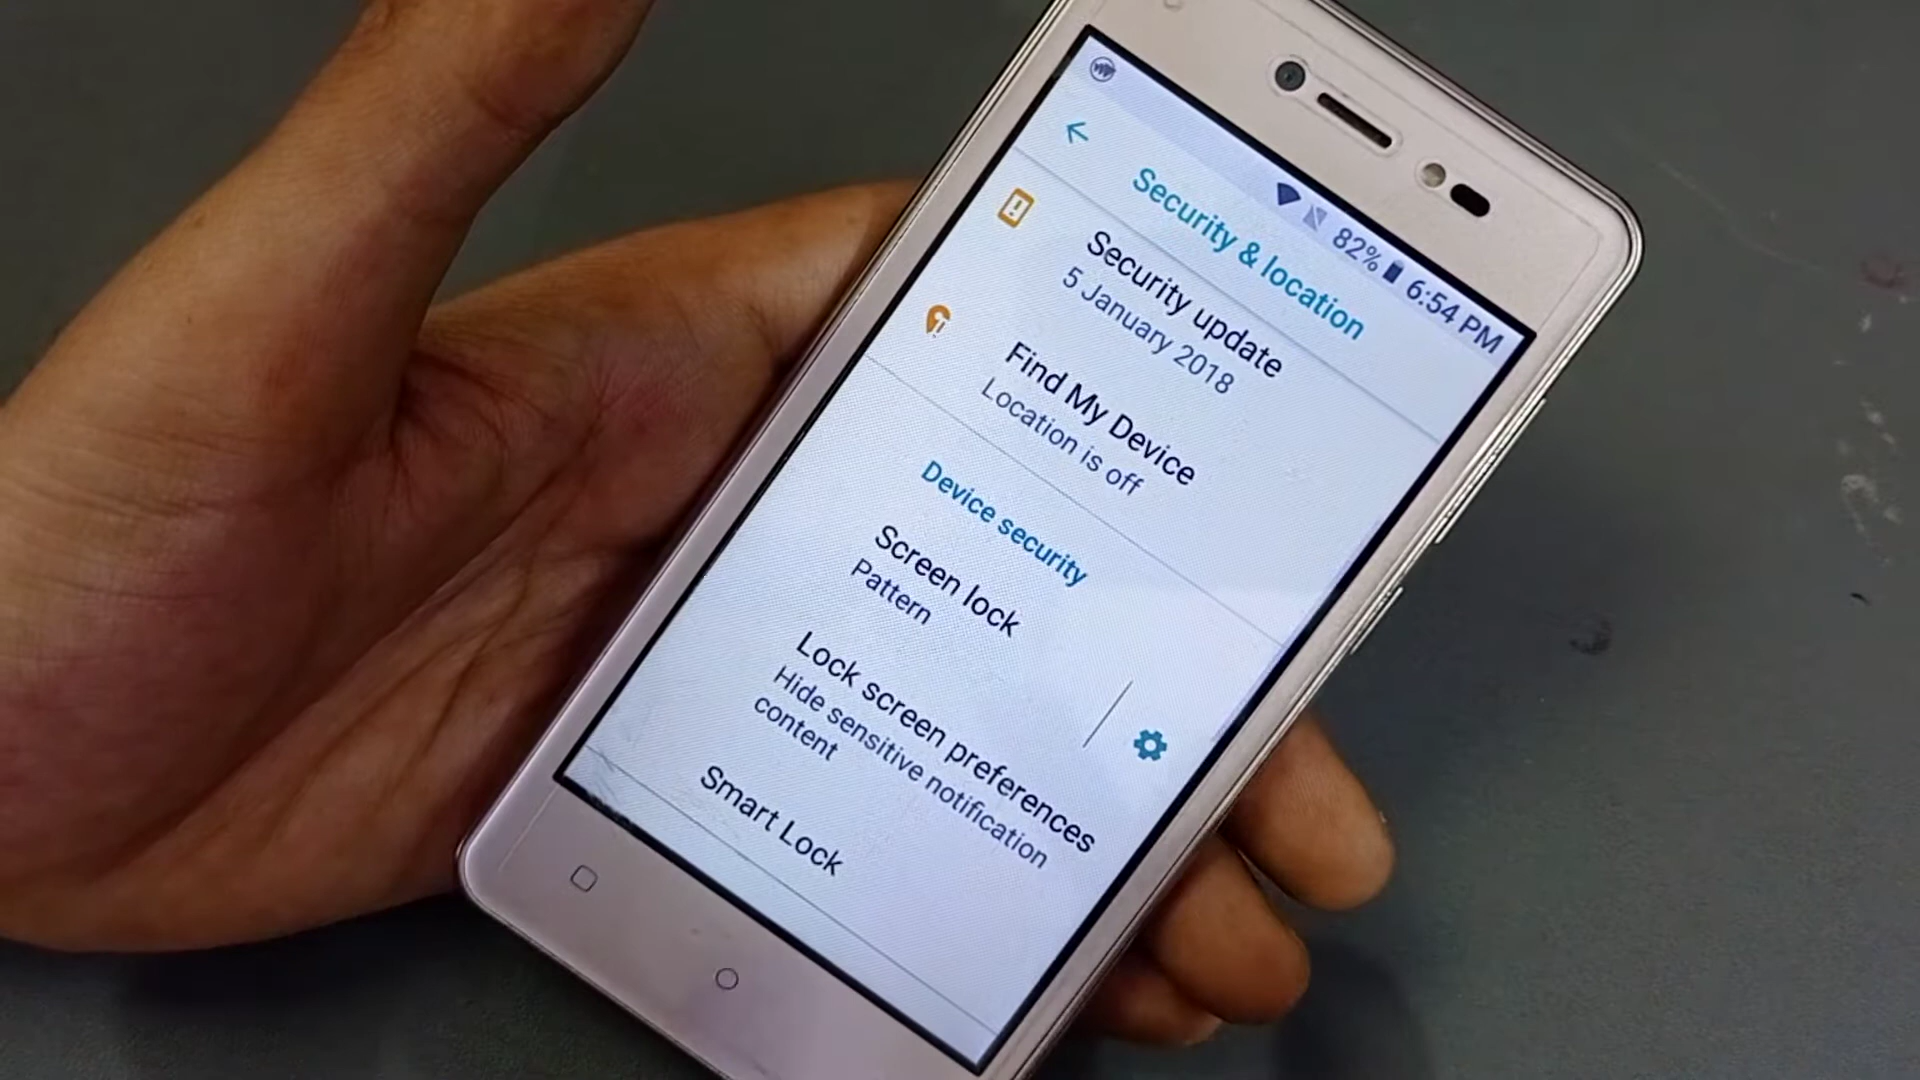 82% 6:54 PM
Security & location
Security update
5 January 2018
Find My Device
Location is off
Device security
Screen lock
Pattern
Lock screen preferences
Hide sensitive notification
content
Smart Lock